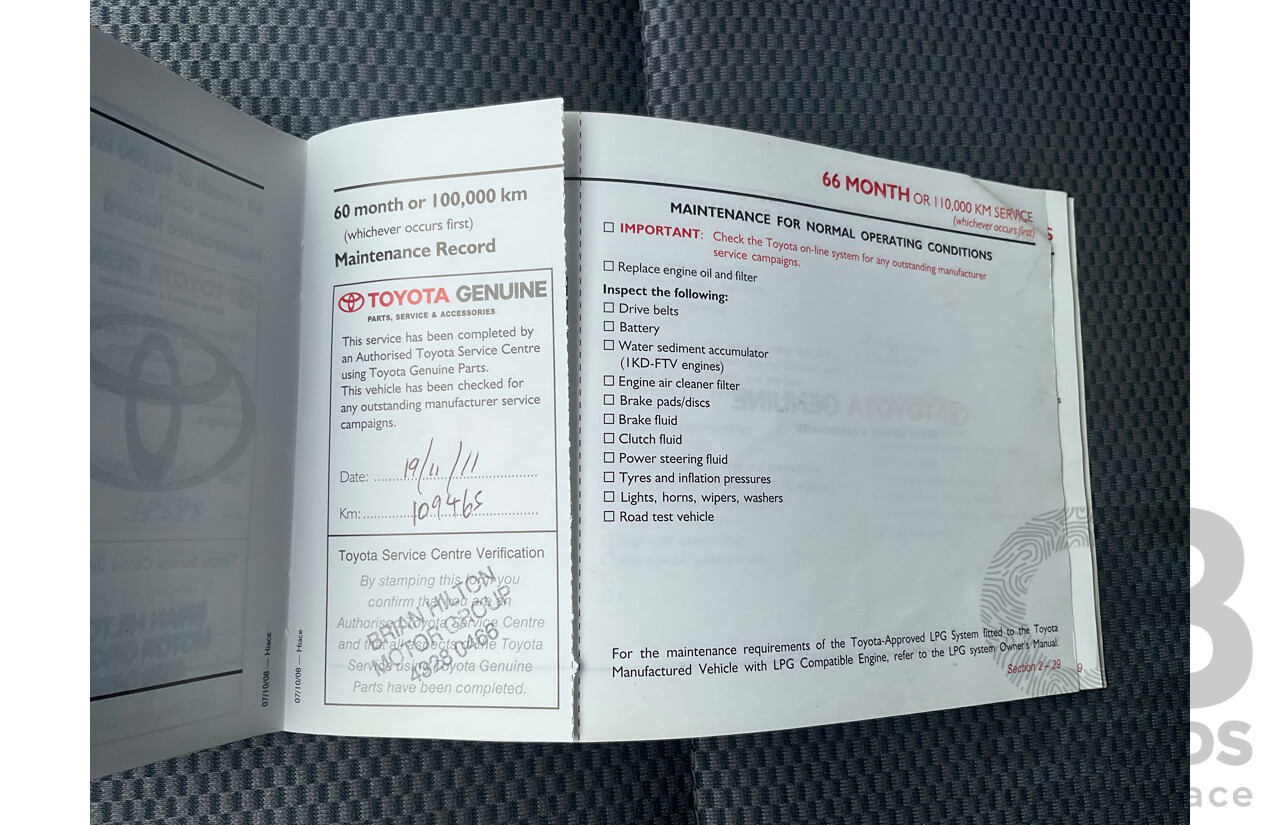 60 month or 100,000 km
(whichever occurs first)
Maintenance Record
TOYOTA GENUINE
PARTS, SERVICE & ACCESSORIES
This service has been completed by
an Authorised Toyota Service Centre
using Toyota Genuine Parts.
This vehicle has been checked for
any outstanding manufacturer service
campaigns.
Date: 19/11/11
Km: 109465
Toyota Service Centre Verification
By stamping this form you
confirm that you are an
Authorised Toyota Service Centre
and that all aspects of the Toyota
Service using Toyota Genuine
Parts have been completed.
BRIAN HILTON
MOTOR GROUP
4328 0466
07/10/08 — Hiace
07/10/08 — Hiace
66 MONTH OR 110,000 KM SERVICE
(whichever occurs first)
MAINTENANCE FOR NORMAL OPERATING CONDITIONS
IMPORTANT: Check the Toyota on-line system for any outstanding manufacturer
service campaigns.
Replace engine oil and filter
Inspect the following:
Drive belts
Battery
Water sediment accumulator
(1KD-FTV engines)
Engine air cleaner filter
Brake pads/discs
Brake fluid
Clutch fluid
Power steering fluid
Tyres and inflation pressures
Lights, horns, wipers, washers
Road test vehicle
For the maintenance requirements of the Toyota-Approved LPG System fitted to the Toyota
Manufactured Vehicle with LPG Compatible Engine, refer to the LPG system Owner's Manual.
Section 2 – 29
9